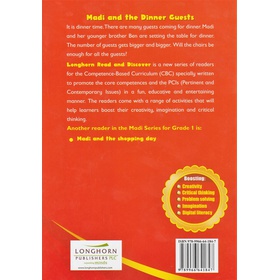 Madi and the Dinner Guests
It is dinner time. There are many guests coming for dinner. Madi
and her younger brother Ben are setting the table for dinner.
The number of guests gets bigger and bigger. Will the chairs be
enough for all the guests?
Longhorn Read and Discover is a new series of readers
for the Competence-Based Curriculum (CBC) specially written
to promote the core competences and the PCIs (Pertinent and
Contemporary Issues) in a fun, educative and entertaining
manner. The readers come with a range of activities that will help
learners boost their creativity, imagination and critical
thinking.
Another reader in the Madi Series for Grade 1 is:
Madi and the shopping day
Boosting:
Creativity
Critical thinking
Problem solving
Imagination
Digital literacy
LONGHORN
PUBLISHERS PLC